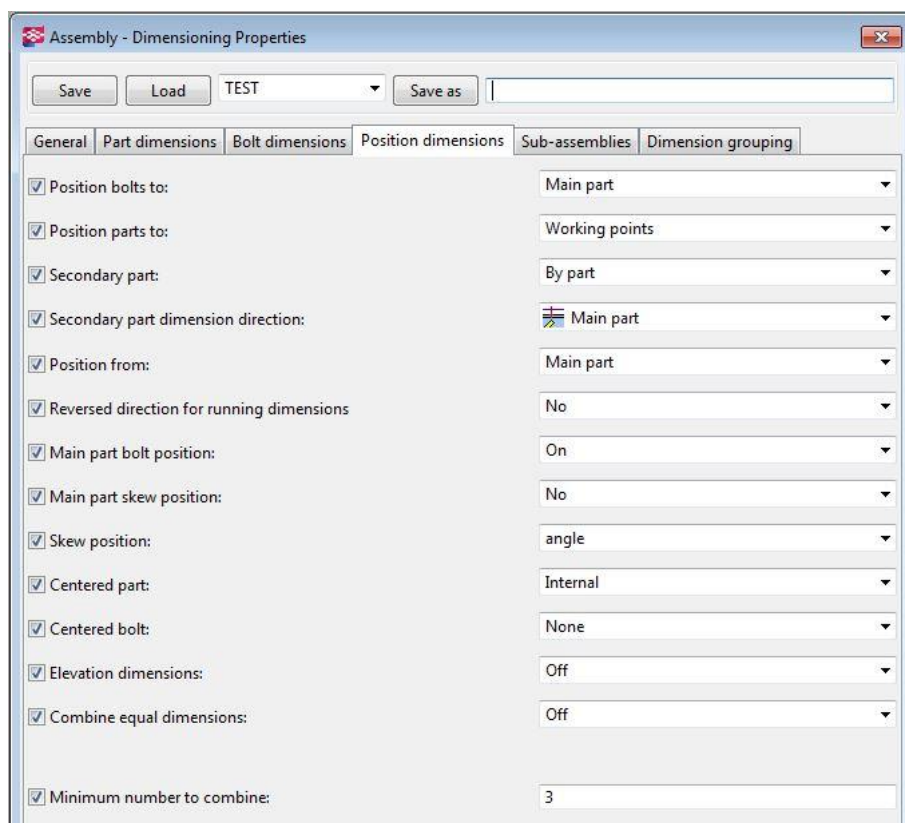 Assembly - Dimensioning Properties
Save Load TEST Save as
General Part dimensions Bolt dimensions Position dimensions Sub-assemblies Dimension grouping
Position bolts to: Main part
Position parts to: Working points
Secondary part: By part
Secondary part dimension direction: Main part
Position from: Main part
Reversed direction for running dimensions No
Main part bolt position: On
Main part skew position: No
Skew position: angle
Centered part: Internal
Centered bolt: None
Elevation dimensions: Off
Combine equal dimensions: Off
Minimum number to combine: 3